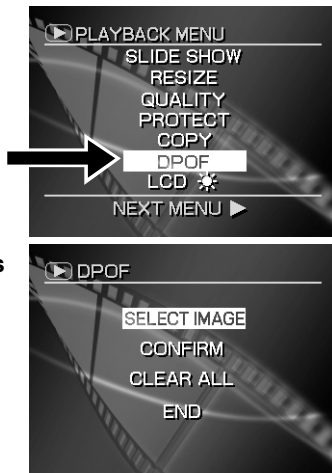 PLAYBACK MENU
SLIDE SHOW
RESIZE
QUALITY
PROTECT
COPY
DPOF
LCD
NEXT MENU
s
DPOF
SELECT IMAGE
CONFIRM
CLEAR ALL
END